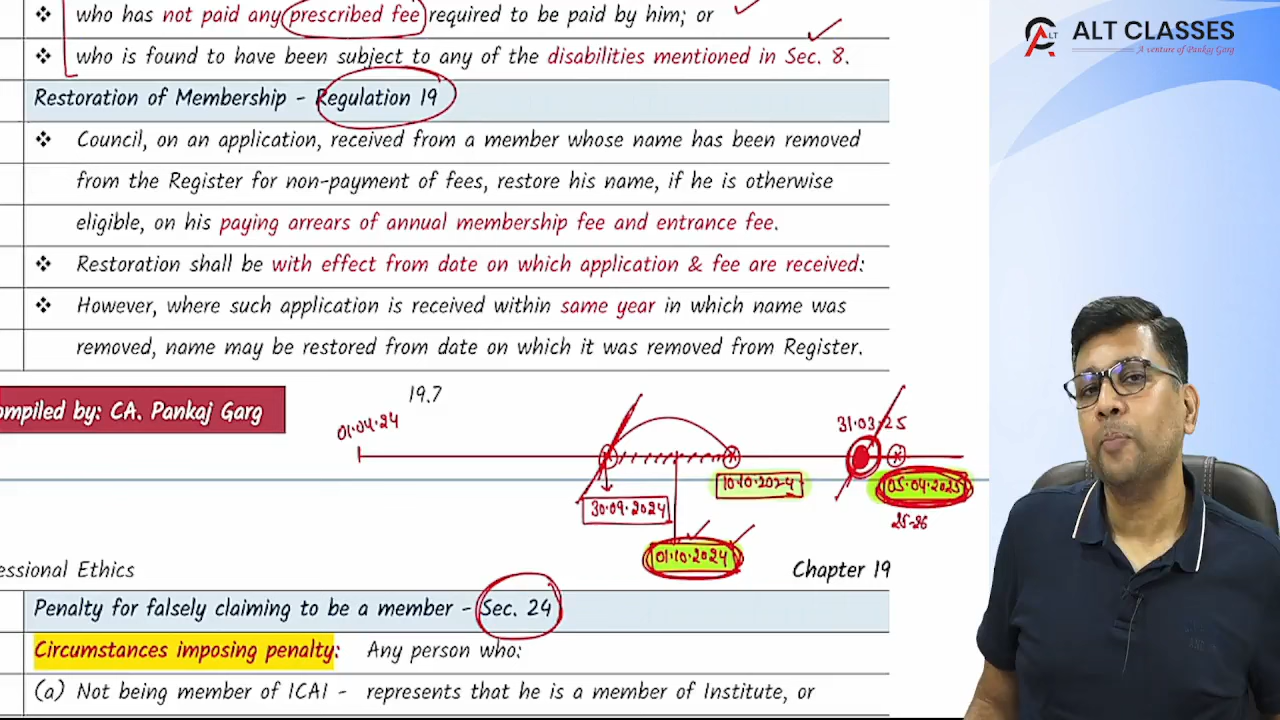 who has not paid any prescribed fee required to be paid by him; or
who is found to have been subject to any of the disabilities mentioned in Sec. 8.
Restoration of Membership - Regulation 19
Council, on an application, received from a member whose name has been removed
from the Register for non-payment of fees, restore his name, if he is otherwise
eligible, on his paying arrears of annual membership fee and entrance fee.
Restoration shall be with effect from date on which application & fee are received:
However, where such application is received within same year in which name was
removed, name may be restored from date on which it was removed from Register.
ompiled by: CA. Pankaj Garg
19.7
01.04.24
31.03.25
30.09.2024
10.10.2024
05.04.2025
25-26
01.10.2024
essional Ethics
Chapter 19
Penalty for falsely claiming to be a member - Sec. 24
Circumstances imposing penalty: Any person who:
(a) Not being member of ICAI - represents that he is a member of Institute, or
ALT
ALT CLASSES
A venture of Pankaj Garg